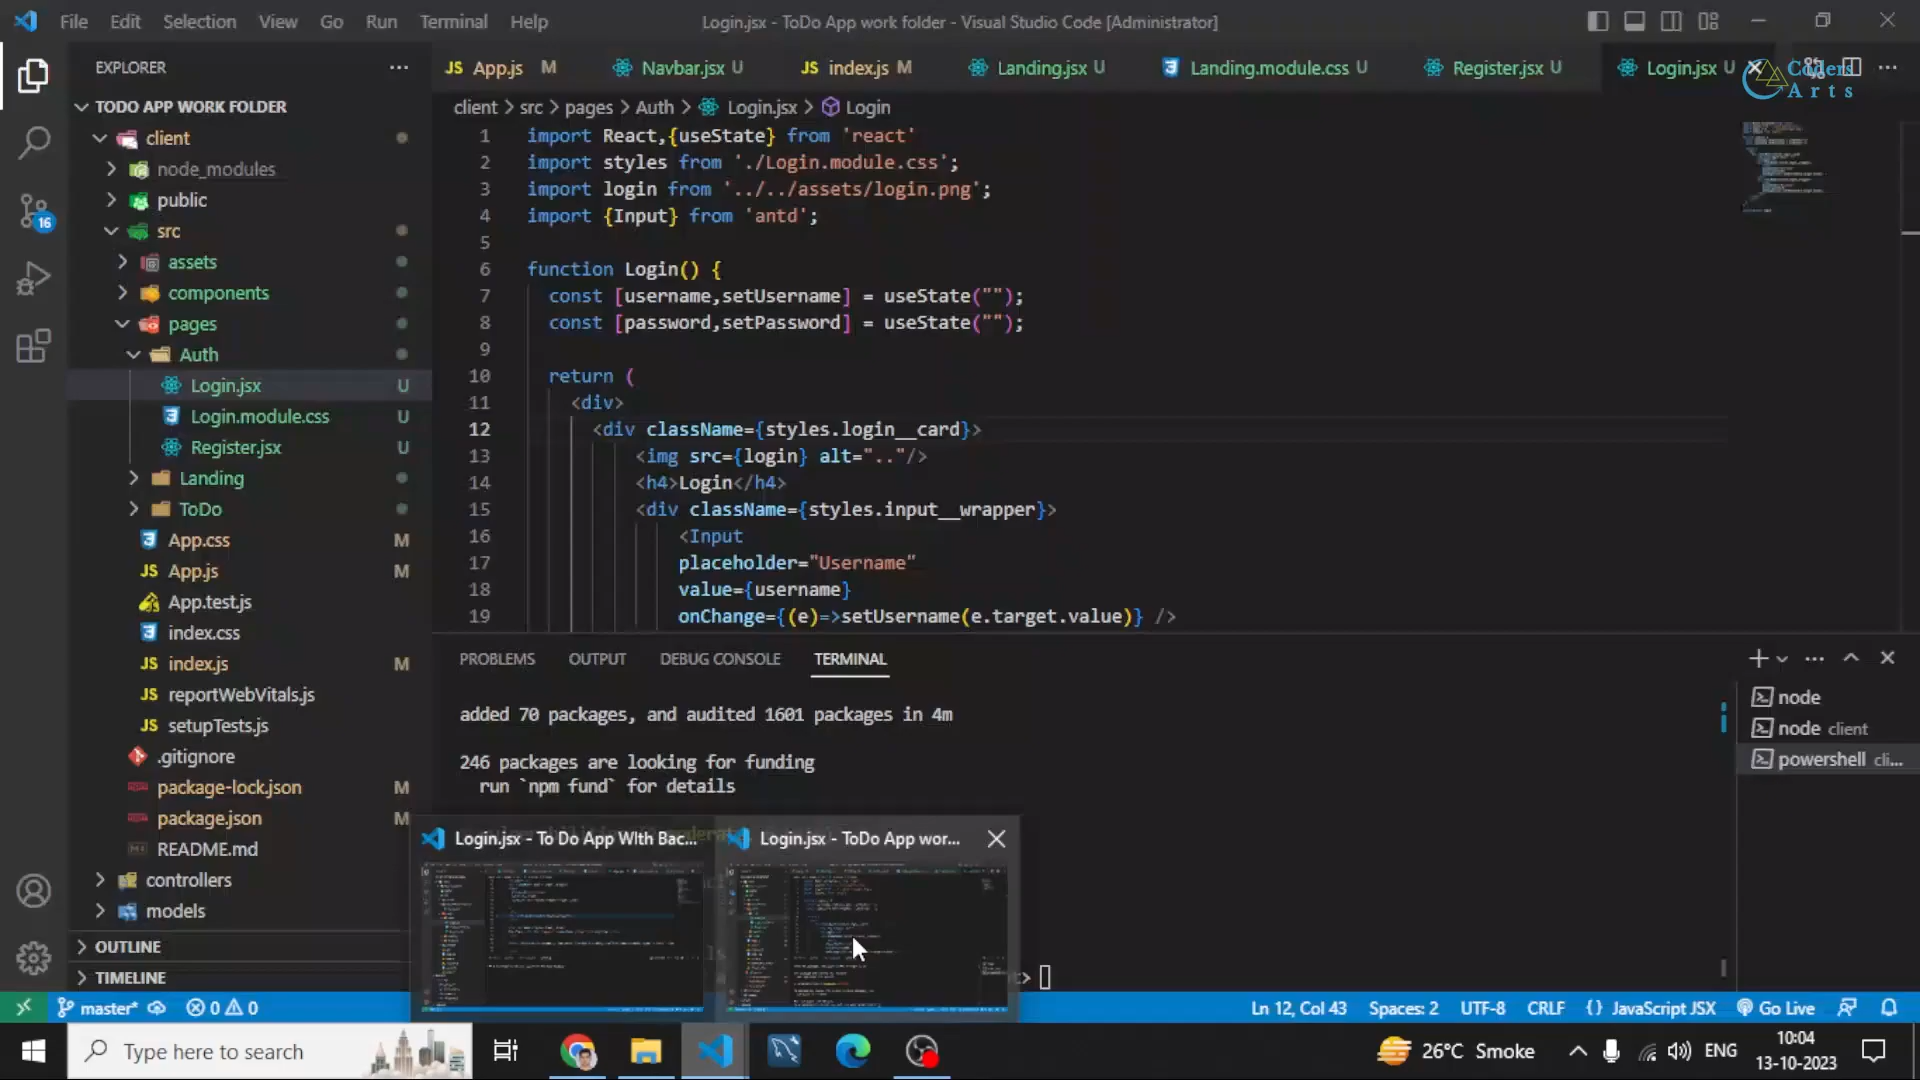 File Edit Selection View Go Run Terminal Help
Login.jsx - ToDo App work folder - Visual Studio Code [Administrator]
EXPLORER
TODO APP WORK FOLDER
client
node_modules
public
src
assets
components
pages
Auth
Login.jsx U
Login.module.css U
Register.jsx U
Landing
ToDo
App.css M
App.js M
App.test.js
index.css
index.js M
reportWebVitals.js
setupTests.js
.gitignore
package-lock.json M
package.json M
README.md
controllers
models
OUTLINE
TIMELINE
16
App.js M Navbar.jsx U index.js M Landing.jsx U Landing.module.css U Register.jsx U Login.jsx U
Coders
Arts
client > src > pages > Auth > Login.jsx > Login
1 import React,{useState} from 'react'
2 import styles from './Login.module.css';
3 import login from '../../assets/login.png';
4 import {Input} from 'antd';
5
6 function Login() {
7 const [username,setUsername] = useState("");
8 const [password,setPassword] = useState("");
9
10 return (
11 <div>
12 <div className={styles.login__card}>
13 <img src={login} alt=".."/>
14 <h4>Login</h4>
15 <div className={styles.input__wrapper}>
16 <Input
17 placeholder="Username"
18 value={username}
19 onChange={(e)=>setUsername(e.target.value)} />
PROBLEMS OUTPUT DEBUG CONSOLE TERMINAL
added 70 packages, and audited 1601 packages in 4m
246 packages are looking for funding
run `npm fund` for details
node
node client
powershell cli...
Login.jsx - To Do App WIth Bac...
Login.jsx - ToDo App wor...
master* 0 0
Ln 12, Col 43 Spaces: 2 UTF-8 CRLF {} JavaScript JSX Go Live
Type here to search
26°C Smoke ENG
10:04
13-10-2023